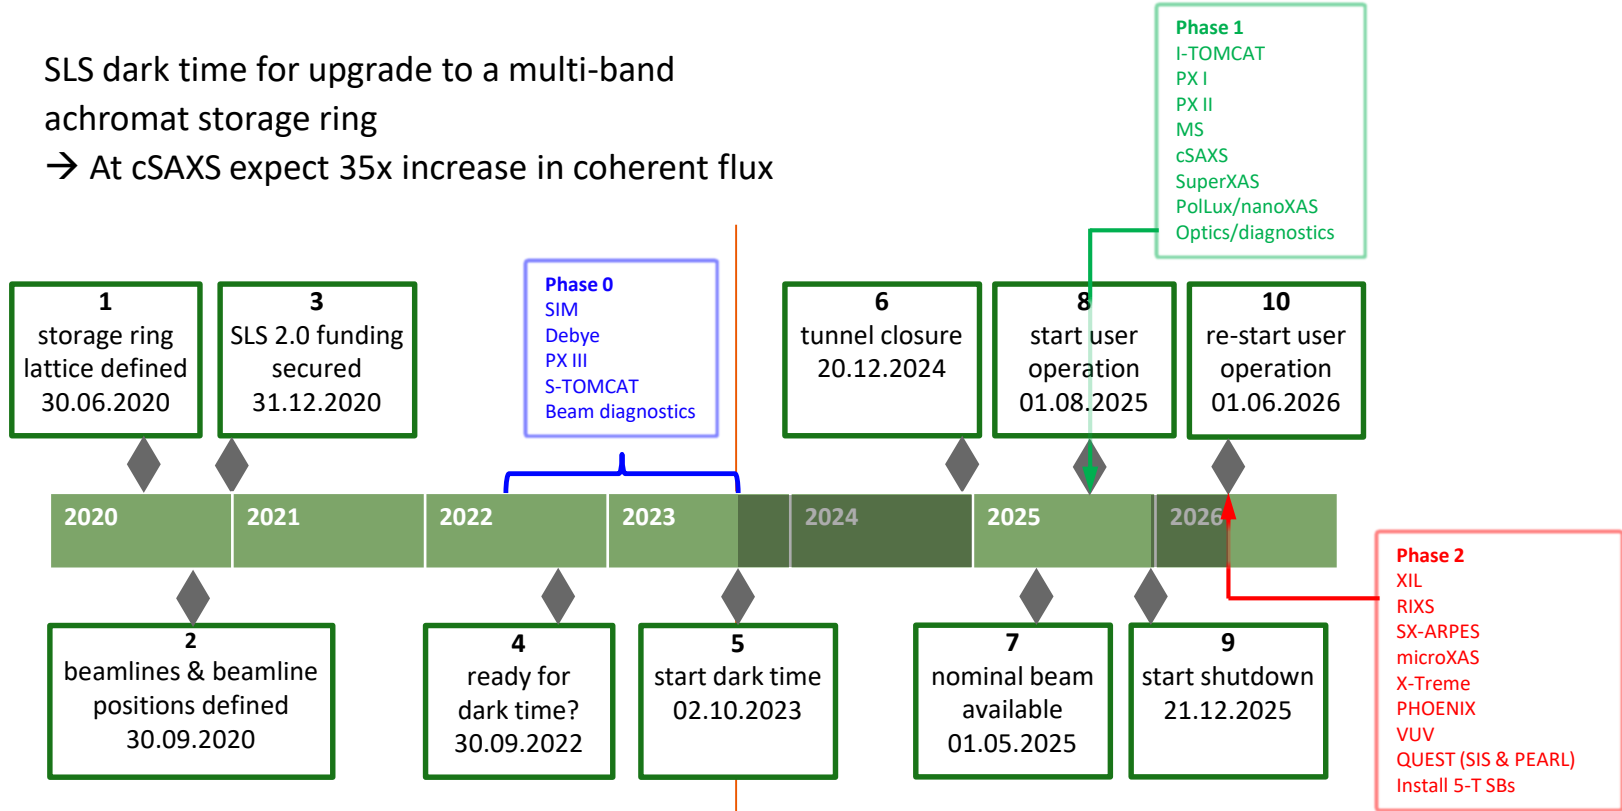 SLS dark time for upgrade to a multi-band
achromat storage ring
→ At cSAXS expect 35x increase in coherent flux
Phase 1
I-TOMCAT
PX I
PX II
MS
cSAXS
SuperXAS
PolLux/nanoXAS
Optics/diagnostics
Phase 0
SIM
Debye
PX III
S-TOMCAT
Beam diagnostics
1
storage ring
lattice defined
30.06.2020
3
SLS 2.0 funding
secured
31.12.2020
6
tunnel closure
20.12.2024
8
start user
operation
01.08.2025
10
re-start user
operation
01.06.2026
2020
2021
2022
2023
2024
2025
2026
2
beamlines & beamline
positions defined
30.09.2020
4
ready for
dark time?
30.09.2022
5
start dark time
02.10.2023
7
nominal beam
available
01.05.2025
9
start shutdown
21.12.2025
Phase 2
XIL
RIXS
SX-ARPES
microXAS
X-Treme
PHOENIX
VUV
QUEST (SIS & PEARL)
Install 5-T SBs